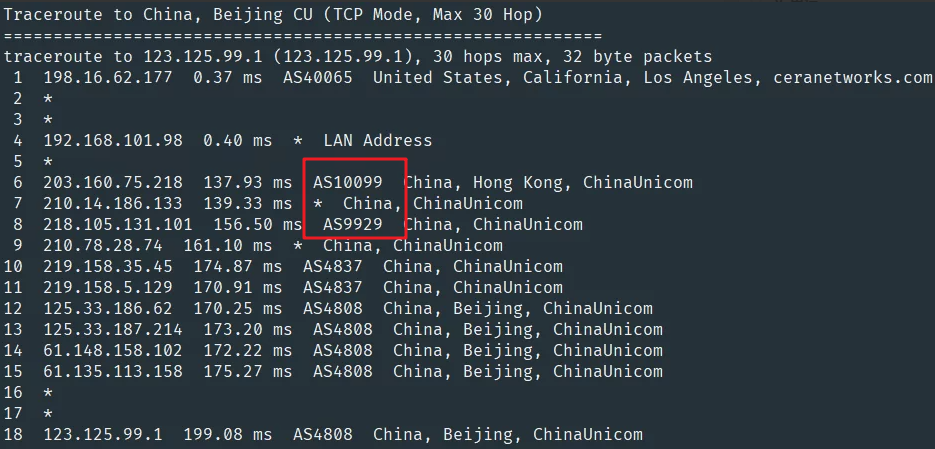 Traceroute to China, Beijing CU (TCP Mode, Max 30 Hop)
============================================================
traceroute to 123.125.99.1 (123.125.99.1), 30 hops max, 32 byte packets
1 198.16.62.177 0.37 ms AS40065 United States, California, Los Angeles, ceranetworks.com
2 *
3 *
4 192.168.101.98 0.40 ms * LAN Address
5 *
6 203.160.75.218 137.93 ms AS10099 China, Hong Kong, ChinaUnicom
7 210.14.186.133 139.33 ms * China, ChinaUnicom
8 218.105.131.101 156.50 ms AS9929 China, ChinaUnicom
9 210.78.28.74 161.10 ms * China, ChinaUnicom
10 219.158.35.45 174.87 ms AS4837 China, ChinaUnicom
11 219.158.5.129 170.91 ms AS4837 China, ChinaUnicom
12 125.33.186.62 170.25 ms AS4808 China, Beijing, ChinaUnicom
13 125.33.187.214 173.20 ms AS4808 China, Beijing, ChinaUnicom
14 61.148.158.102 172.22 ms AS4808 China, Beijing, ChinaUnicom
15 61.135.113.158 175.27 ms AS4808 China, Beijing, ChinaUnicom
16 *
17 *
18 123.125.99.1 199.08 ms AS4808 China, Beijing, ChinaUnicom